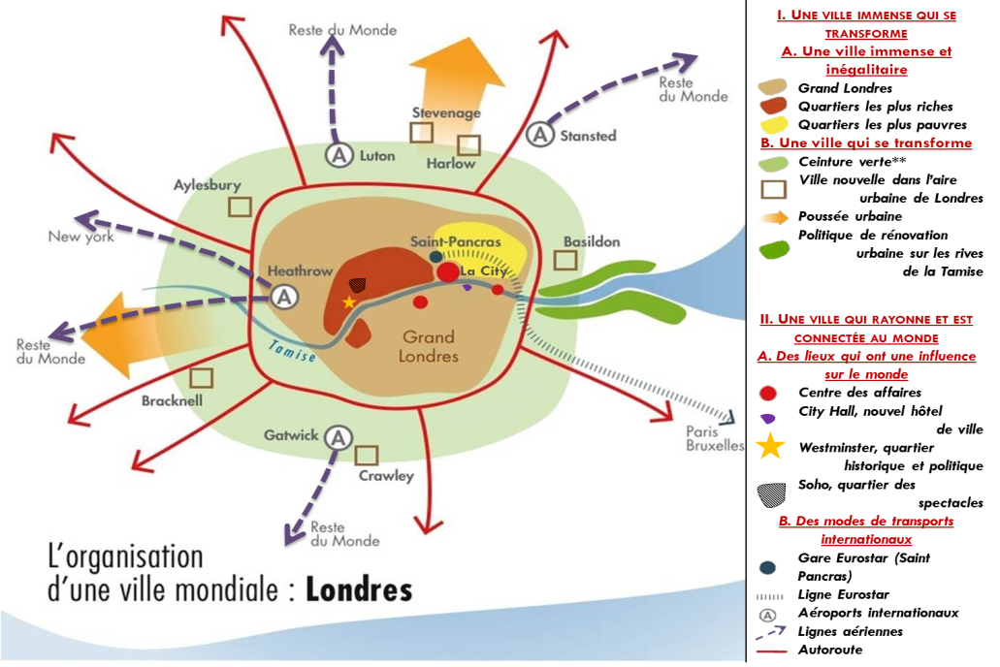 Reste du Monde
Reste
du Monde
Stevenage
Stansted
Luton
Harlow
Aylesbury
New york
Saint-Pancras
Basildon
La City
Heathrow
Reste
du Monde
Tamise
Grand
Londres
Bracknell
Gatwick
Crawley
Paris
Bruxelles
Reste
du Monde
L'organisation
d'une ville mondiale : Londres
A
A
A
A
I. UNE VILLE IMMENSE QUI SE
TRANSFORME
A. Une ville immense et
inégalitaire
Grand Londres
Quartiers les plus riches
Quartiers les plus pauvres
B. Une ville qui se transforme
Ceinture verte**
Ville nouvelle dans l'aire
urbaine de Londres
Poussée urbaine
Politique de rénovation
urbaine sur les rives
de la Tamise
II. UNE VILLE QUI RAYONNE ET EST
CONNECTÉE AU MONDE
A. Des lieux qui ont une influence
sur le monde
Centre des affaires
City Hall, nouvel hôtel
de ville
Westminster, quartier
historique et politique
Soho, quartier des
spectacles
B. Des modes de transports
internationaux
Gare Eurostar (Saint
Pancras)
Ligne Eurostar
A
Aéroports internationaux
Lignes aériennes
Autoroute